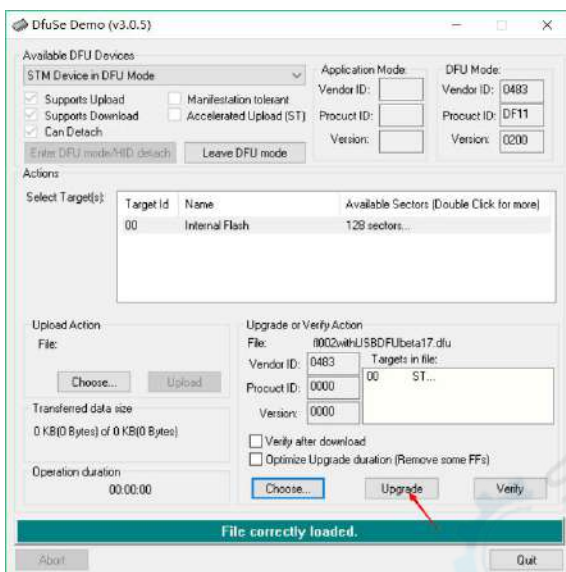 DfuSe Demo (v3.0.5)
Available DFU Devices
STM Device in DFU Mode
Supports Upload
Manifestation tolerant
Supports Download
Accelerated Upload (ST)
Can Detach
Enter DFU mode/HID detach
Leave DFU mode
Application Mode:
Vendor ID:
Procuct ID:
Version:
DFU Mode:
Vendor ID: 0483
Procuct ID: DF11
Version: 0200
Actions
Select Target(s):
Target Id Name Available Sectors (Double Click for more)
00 Internal Flash 128 sectors...
Upload Action
File:
Choose... Upload
Transferred data size
0 KB(0 Bytes) of 0 KB(0 Bytes)
Operation duration
00:00:00
Upgrade or Verify Action
File: fl002withUSBDFUbeta17.dfu
Vendor ID: 0483
Procuct ID: 0000
Version: 0000
Targets in file:
00 ST...
Verify after download
Optimize Upgrade duration (Remove some FFs)
Choose... Upgrade Verify
File correctly loaded.
Abort Quit